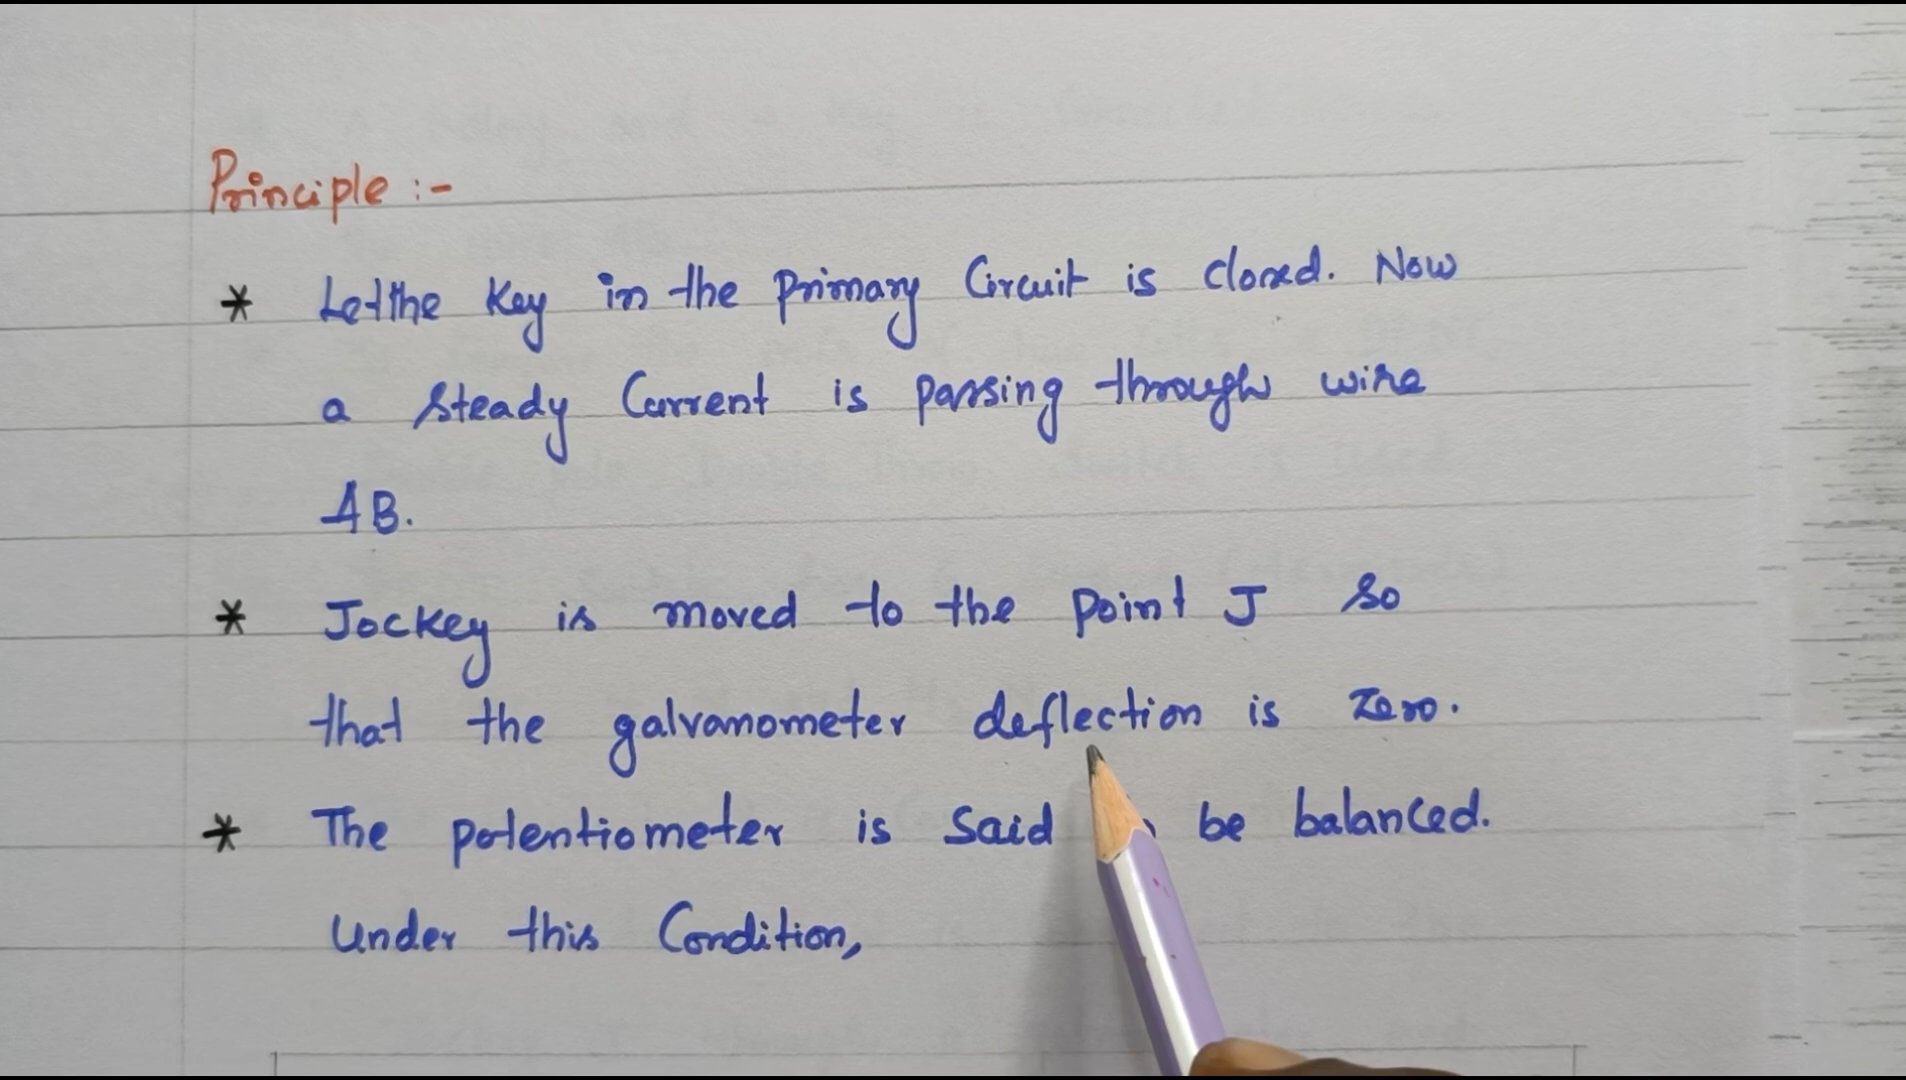 Principle :-
* Let the Key in the primary Circuit is closed. Now
a steady Current is passing through wire
AB.
* Jockey is moved to the point J so
that the galvanometer deflection is zero.
* The potentiometer is said be balanced.
Under this Condition,